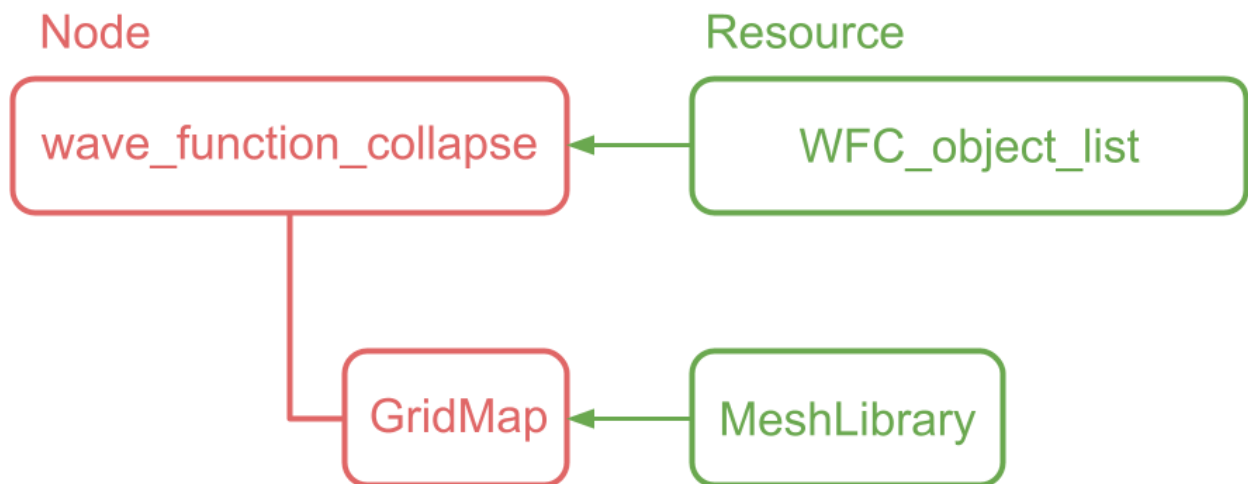 Node
Resource
wave_function_collapse
WFC_object_list
GridMap
MeshLibrary